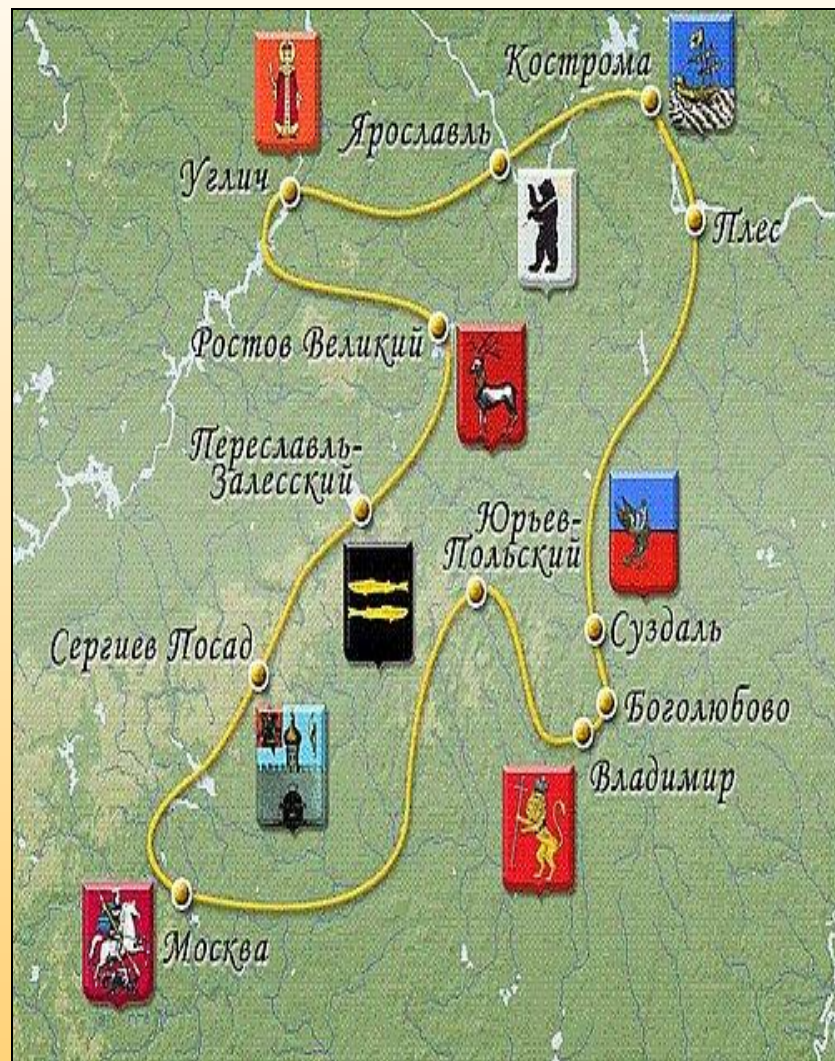 Кострома
Ярославль
Углич
Плес
Ростов Великий
Переславль-
Залесский
Юрьев-
Польский
Сергиев Посад
Суздаль
Боголюбово
Владимир
Москва